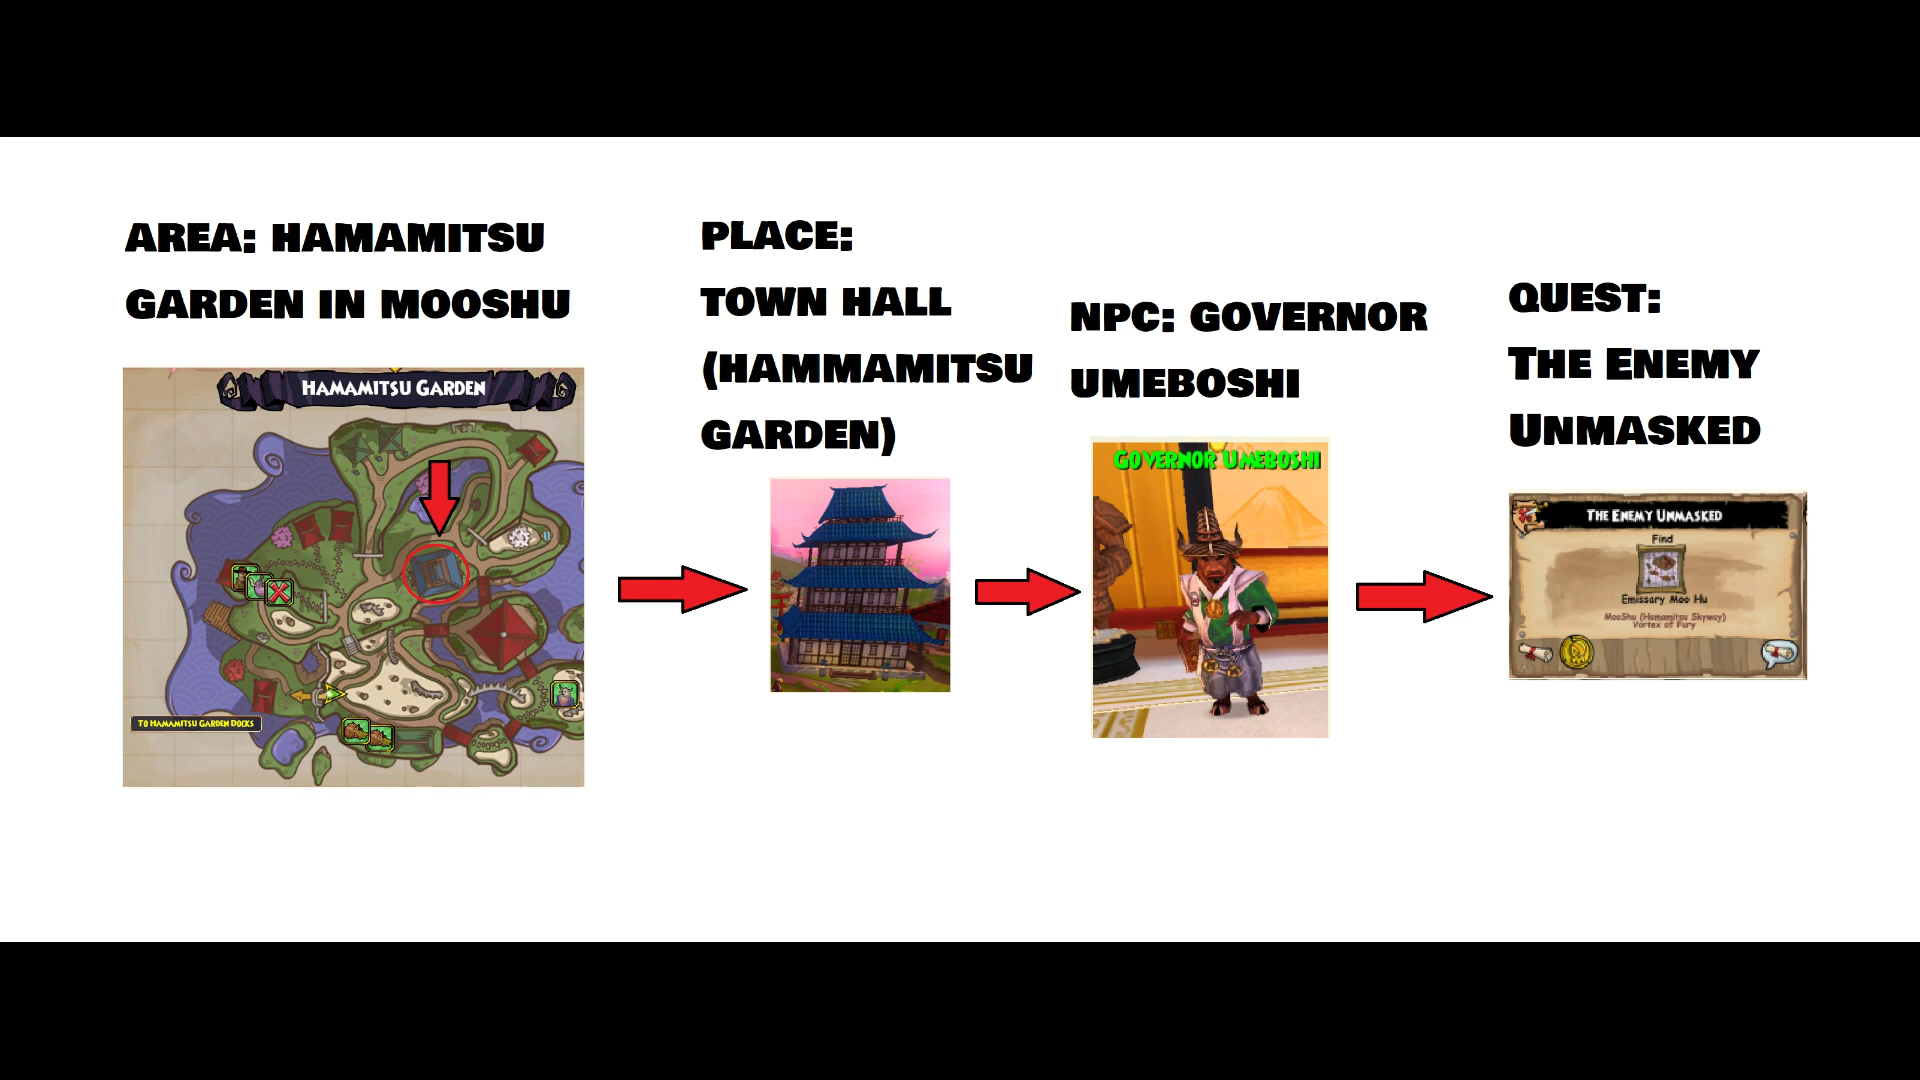 AREA: HAMAMITSU
GARDEN IN MOOSHU
HAMAMITSU GARDEN
TO HAMAMITSU GARDEN DOCKS
PLACE:
TOWN HALL
(HAMMAMITSU
GARDEN)
NPC: GOVERNOR
UMEBOSHI
GOVERNOR UMEBOSHI
QUEST:
THE ENEMY
UNMASKED
THE ENEMY UNMASKED
Find
Emissary Moo Hu
MooShu (Hamamitsu Skyway)
Vortex of Fury